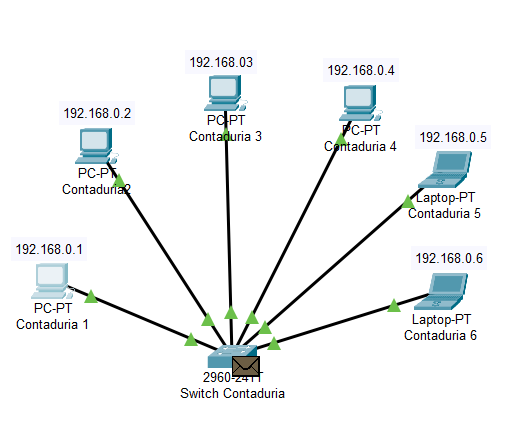 192.168.03
192.168.0.4
PC-PT
Contaduria 3
PC-PT
Contaduria 4
192.168.0.2
PC-PT
Contaduria2
192.168.0.5
Laptop-PT
Contaduria 5
192.168.0.1
PC-PT
Contaduria 1
192.168.0.6
Laptop-PT
Contaduria 6
2960-24TT
Switch Contaduria